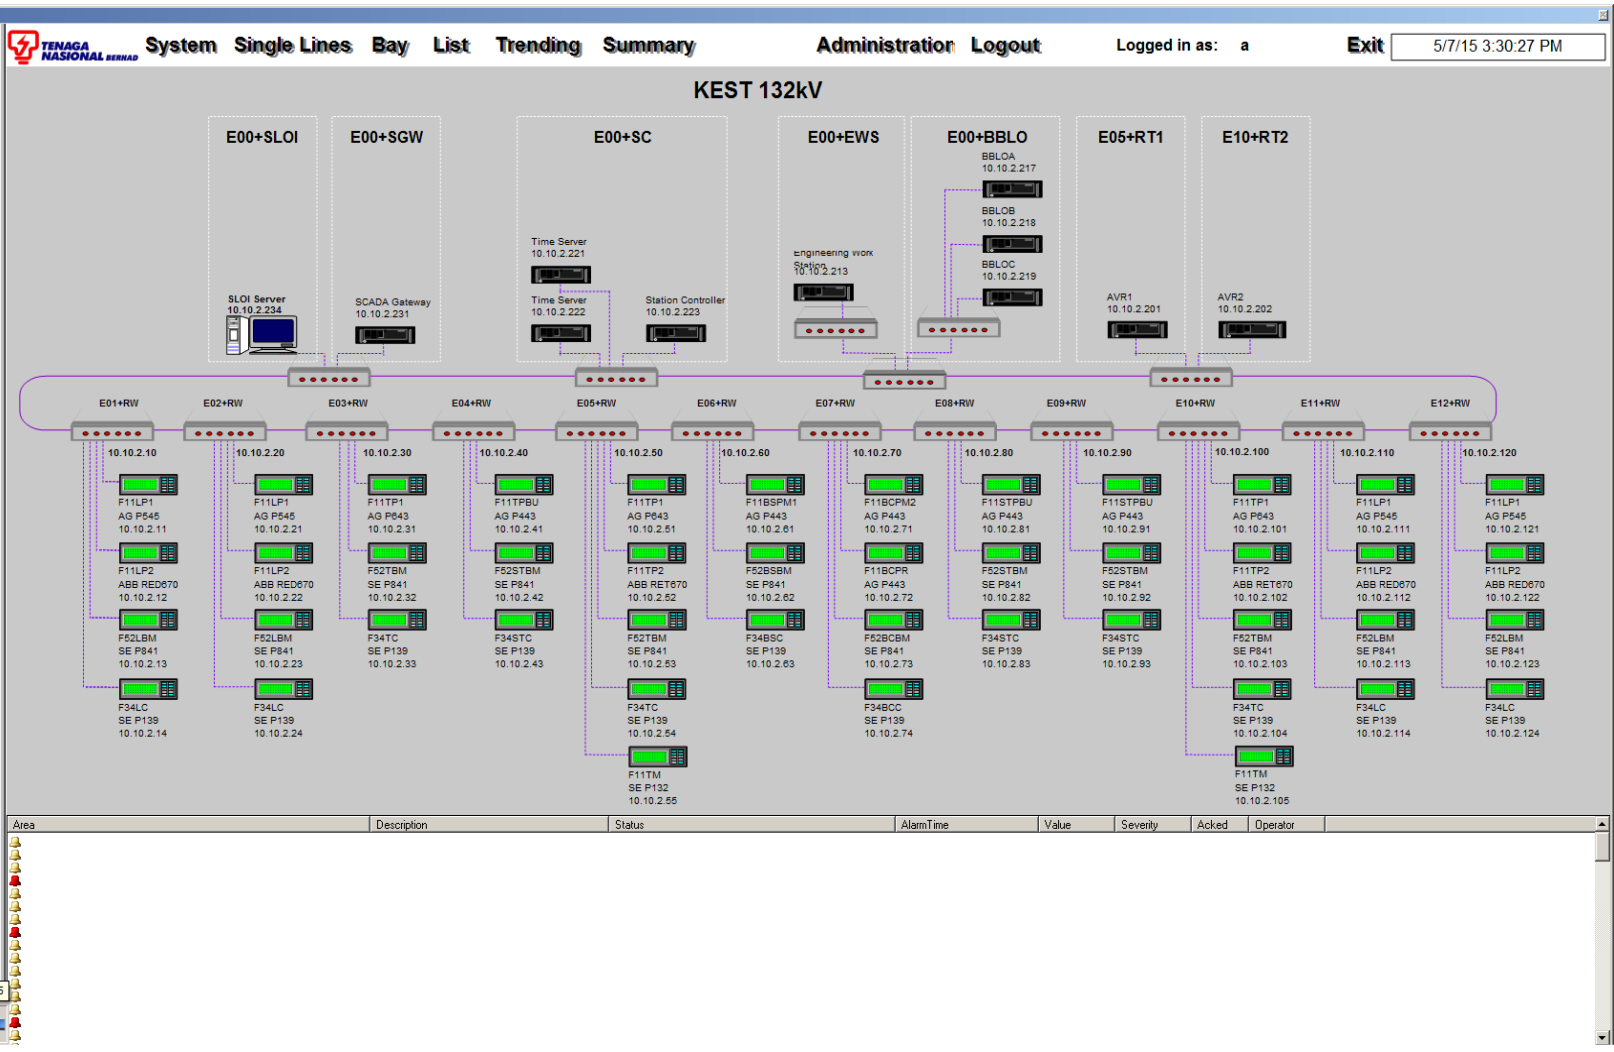 TENAGA
NASIONAL BERHAD
System Single Lines Bay List Trending Summary Administration Logout Logged in as: a Exit 5/7/15 3:30:27 PM
KEST 132kV
E00+SLOI E00+SGW E00+SC E00+EWS E00+BBLO E05+RT1 E10+RT2
BBLOA
10.10.2.217
BBLOB
10.10.2.218
BBLOC
10.10.2.219
Time Server
10.10.2.221
Engineering Work
Station
10.10.2.213
SLOI Server
10.10.2.234
SCADA Gateway
10.10.2.231
Time Server
10.10.2.222
Station Controller
10.10.2.223
AVR1
10.10.2.201
AVR2
10.10.2.202
E01+RW E02+RW E03+RW E04+RW E05+RW E06+RW E07+RW E08+RW E09+RW E10+RW E11+RW E12+RW
10.10.2.10 10.10.2.20 10.10.2.30 10.10.2.40 10.10.2.50 10.10.2.60 10.10.2.70 10.10.2.80 10.10.2.90 10.10.2.100 10.10.2.110 10.10.2.120
F11LP1 F11LP1 F11TP1 F11TPBU F11TP1 F11BSPM1 F11BCPM2 F11STPBU F11STPBU F11TP1 F11LP1 F11LP1
AG P545 AG P545 AG P643 AG P443 AG P643 AG P443 AG P443 AG P443 AG P443 AG P643 AG P545 AG P545
10.10.2.11 10.10.2.21 10.10.2.31 10.10.2.41 10.10.2.51 10.10.2.61 10.10.2.71 10.10.2.81 10.10.2.91 10.10.2.101 10.10.2.111 10.10.2.121
F11LP2 F11LP2 F52TBM F52STBM F11TP2 F52BSBM F11BCPR F52STBM F52STBM F11TP2 F11LP2 F11LP2
ABB RED670 ABB RED670 SE P841 SE P841 ABB RET670 SE P841 AG P443 SE P841 SE P841 ABB RET670 ABB RED670 ABB RED670
10.10.2.12 10.10.2.22 10.10.2.32 10.10.2.42 10.10.2.52 10.10.2.62 10.10.2.72 10.10.2.82 10.10.2.92 10.10.2.102 10.10.2.112 10.10.2.122
F52LBM F52LBM F34TC F34STC F52TBM F34BSC F52BCBM F34STC F34STC F52TBM F52LBM F52LBM
SE P841 SE P841 SE P139 SE P139 SE P841 SE P139 SE P841 SE P139 SE P139 SE P841 SE P841 SE P841
10.10.2.13 10.10.2.23 10.10.2.33 10.10.2.43 10.10.2.53 10.10.2.63 10.10.2.73 10.10.2.83 10.10.2.93 10.10.2.103 10.10.2.113 10.10.2.123
F34LC F34LC F34TC F34BCC F34TC F34LC F34LC
SE P139 SE P139 SE P139 SE P139 SE P139 SE P139 SE P139
10.10.2.14 10.10.2.24 10.10.2.54 10.10.2.74 10.10.2.104 10.10.2.114 10.10.2.124
F11TM F11TM
SE P132 SE P132
10.10.2.55 10.10.2.105
Area Description Status AlarmTime Value Severity Acked Operator